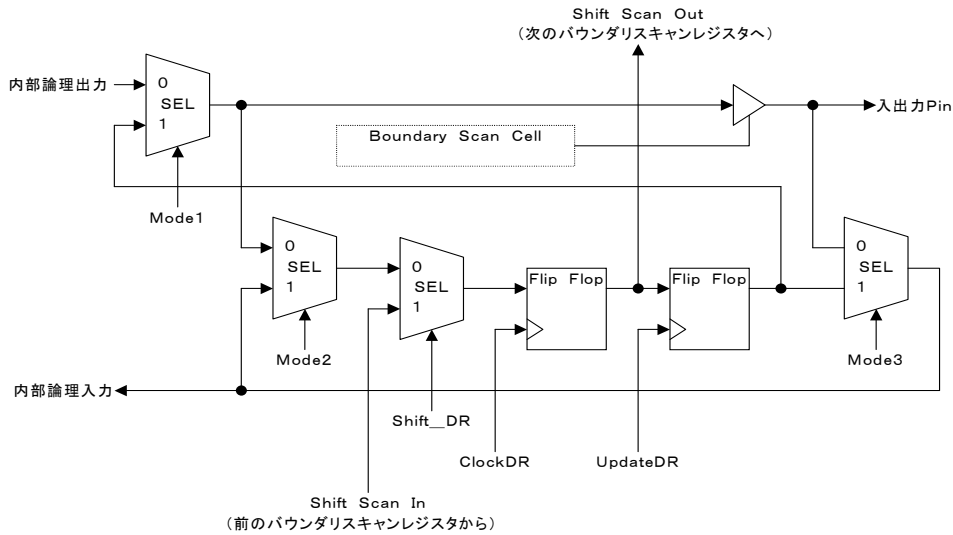 Shift Scan Out
（次のバウンダリスキャンレジスタへ）
内部論理出力
0
SEL
1
入出力Pin
Boundary Scan Cell
Mode1
0
SEL
1
0
SEL
1
Flip Flop
Flip Flop
0
SEL
1
Mode2
Mode3
内部論理入力
Shift＿DR
ClockDR
UpdateDR
Shift Scan In
（前のバウンダリスキャンレジスタから）